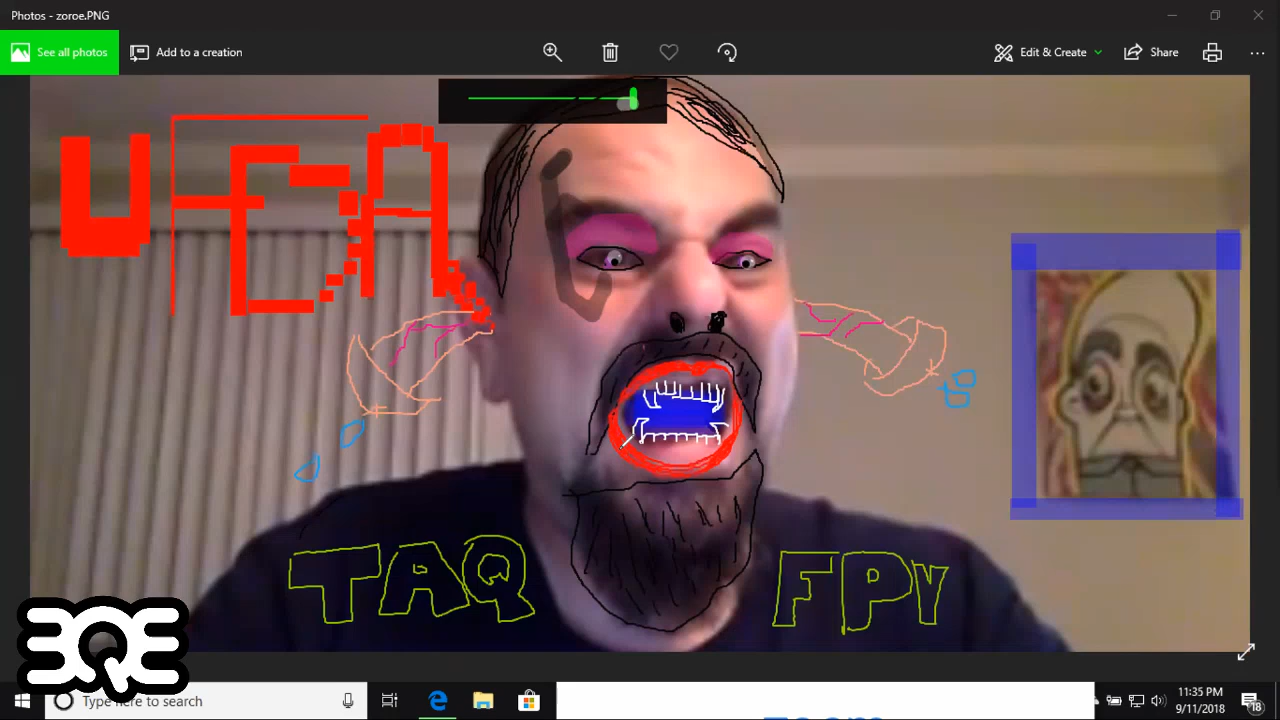 Photos - zoroe.PNG
See all photos
Add to a creation
Edit & Create
Share
TAQ
FPY
Type here to search
11:35 PM
9/11/2018
18